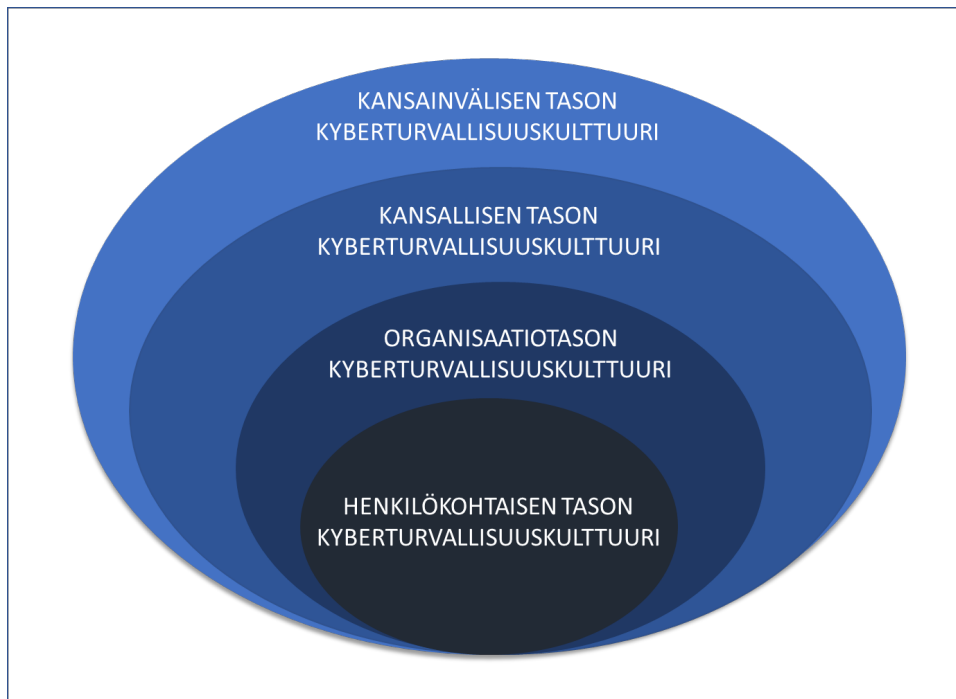 KANSAINVÄLISEN TASON
KYBERTURVALLISUUSKULTTUURI
KANSALLISEN TASON
KYBERTURVALLISUUSKULTTUURI
ORGANISAATIOTASON
KYBERTURVALLISUUSKULTTUURI
HENKILÖKOHTAISEN TASON
KYBERTURVALLISUUSKULTTUURI